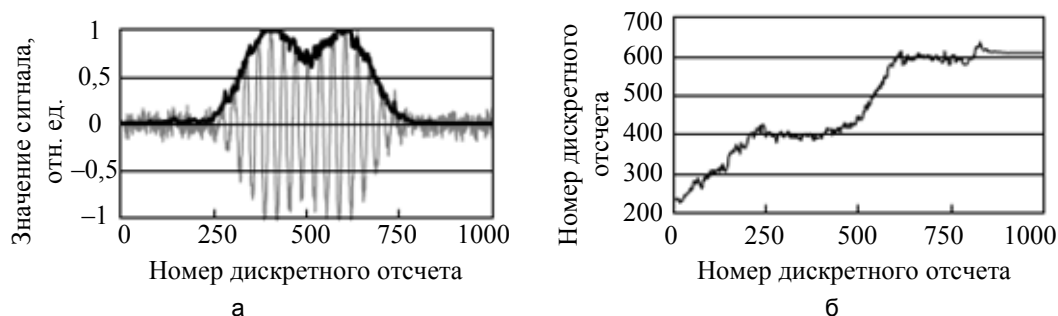 Значение сигнала,
отн. ед.
1
0,5
0
–0,5
–1
0 250 500 750 1000
Номер дискретного отсчета
а
Номер дискретного
отсчета
700
600
500
400
300
200
0 250 500 750 1000
Номер дискретного отсчета
б